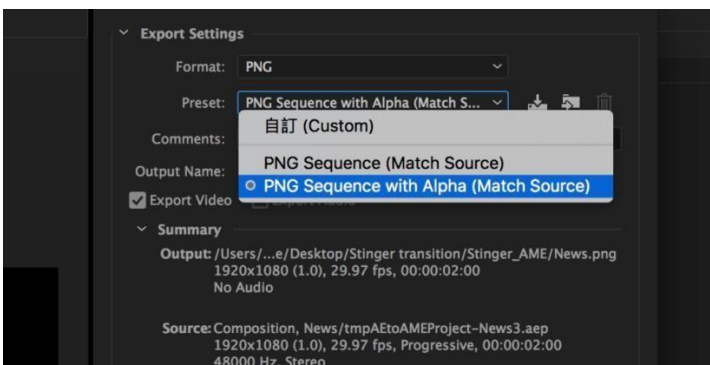 Export Settings
Format: PNG
Preset: PNG Sequence with Alpha (Match S...
自訂 (Custom)
Comments:
PNG Sequence (Match Source)
Output Name:
PNG Sequence with Alpha (Match Source)
Export Video Export Audio
Summary
Output: /Users/...e/Desktop/Stinger transition/Stinger_AME/News.png
1920x1080 (1.0), 29.97 fps, 00:00:02:00
No Audio
Source: Composition, News/tmpAEtoAMEProject-News3.aep
1920x1080 (1.0), 29.97 fps, Progressive, 00:00:02:00
48000 Hz, Stereo